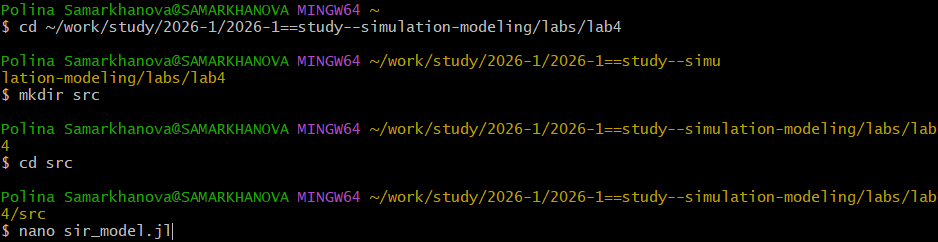 Polina Samarkhanova@SAMARKHANOVA MINGW64 ~
$ cd ~/work/study/2026-1/2026-1==study--simulation-modeling/labs/lab4
Polina Samarkhanova@SAMARKHANOVA MINGW64 ~/work/study/2026-1/2026-1==study--simu
lation-modeling/labs/lab4
$ mkdir src
Polina Samarkhanova@SAMARKHANOVA MINGW64 ~/work/study/2026-1/2026-1==study--simulation-modeling/labs/lab
4
$ cd src
Polina Samarkhanova@SAMARKHANOVA MINGW64 ~/work/study/2026-1/2026-1==study--simulation-modeling/labs/lab
4/src
$ nano sir_model.jl